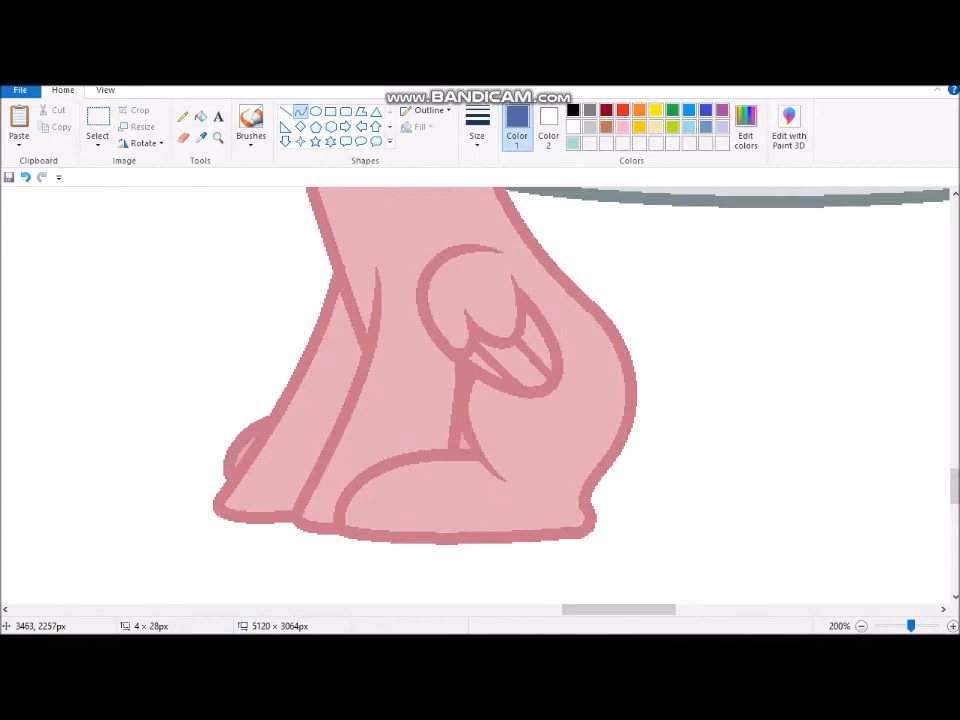 www.BANDICAM.com
File Home View
Paste
Cut
Copy
Clipboard
Select
Crop
Resize
Rotate
Image
A
Tools
Brushes
Outline
Fill
Shapes
Size
Color 1
Color 2
Edit colors
Colors
Edit with Paint 3D
3463, 2257px
4 × 28px
5120 × 3064px
200%